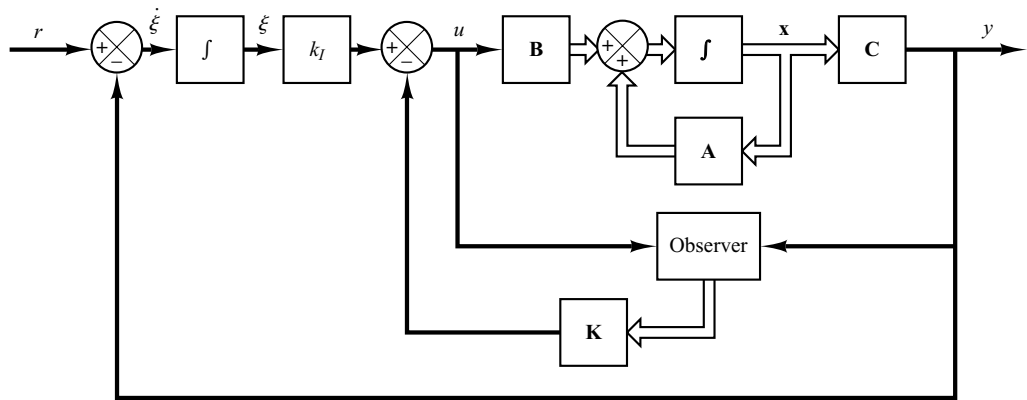 r
+
−
ξ̇
∫
ξ
k_I
+
−
u
B
+
+
∫
x
C
y
A
Observer
K